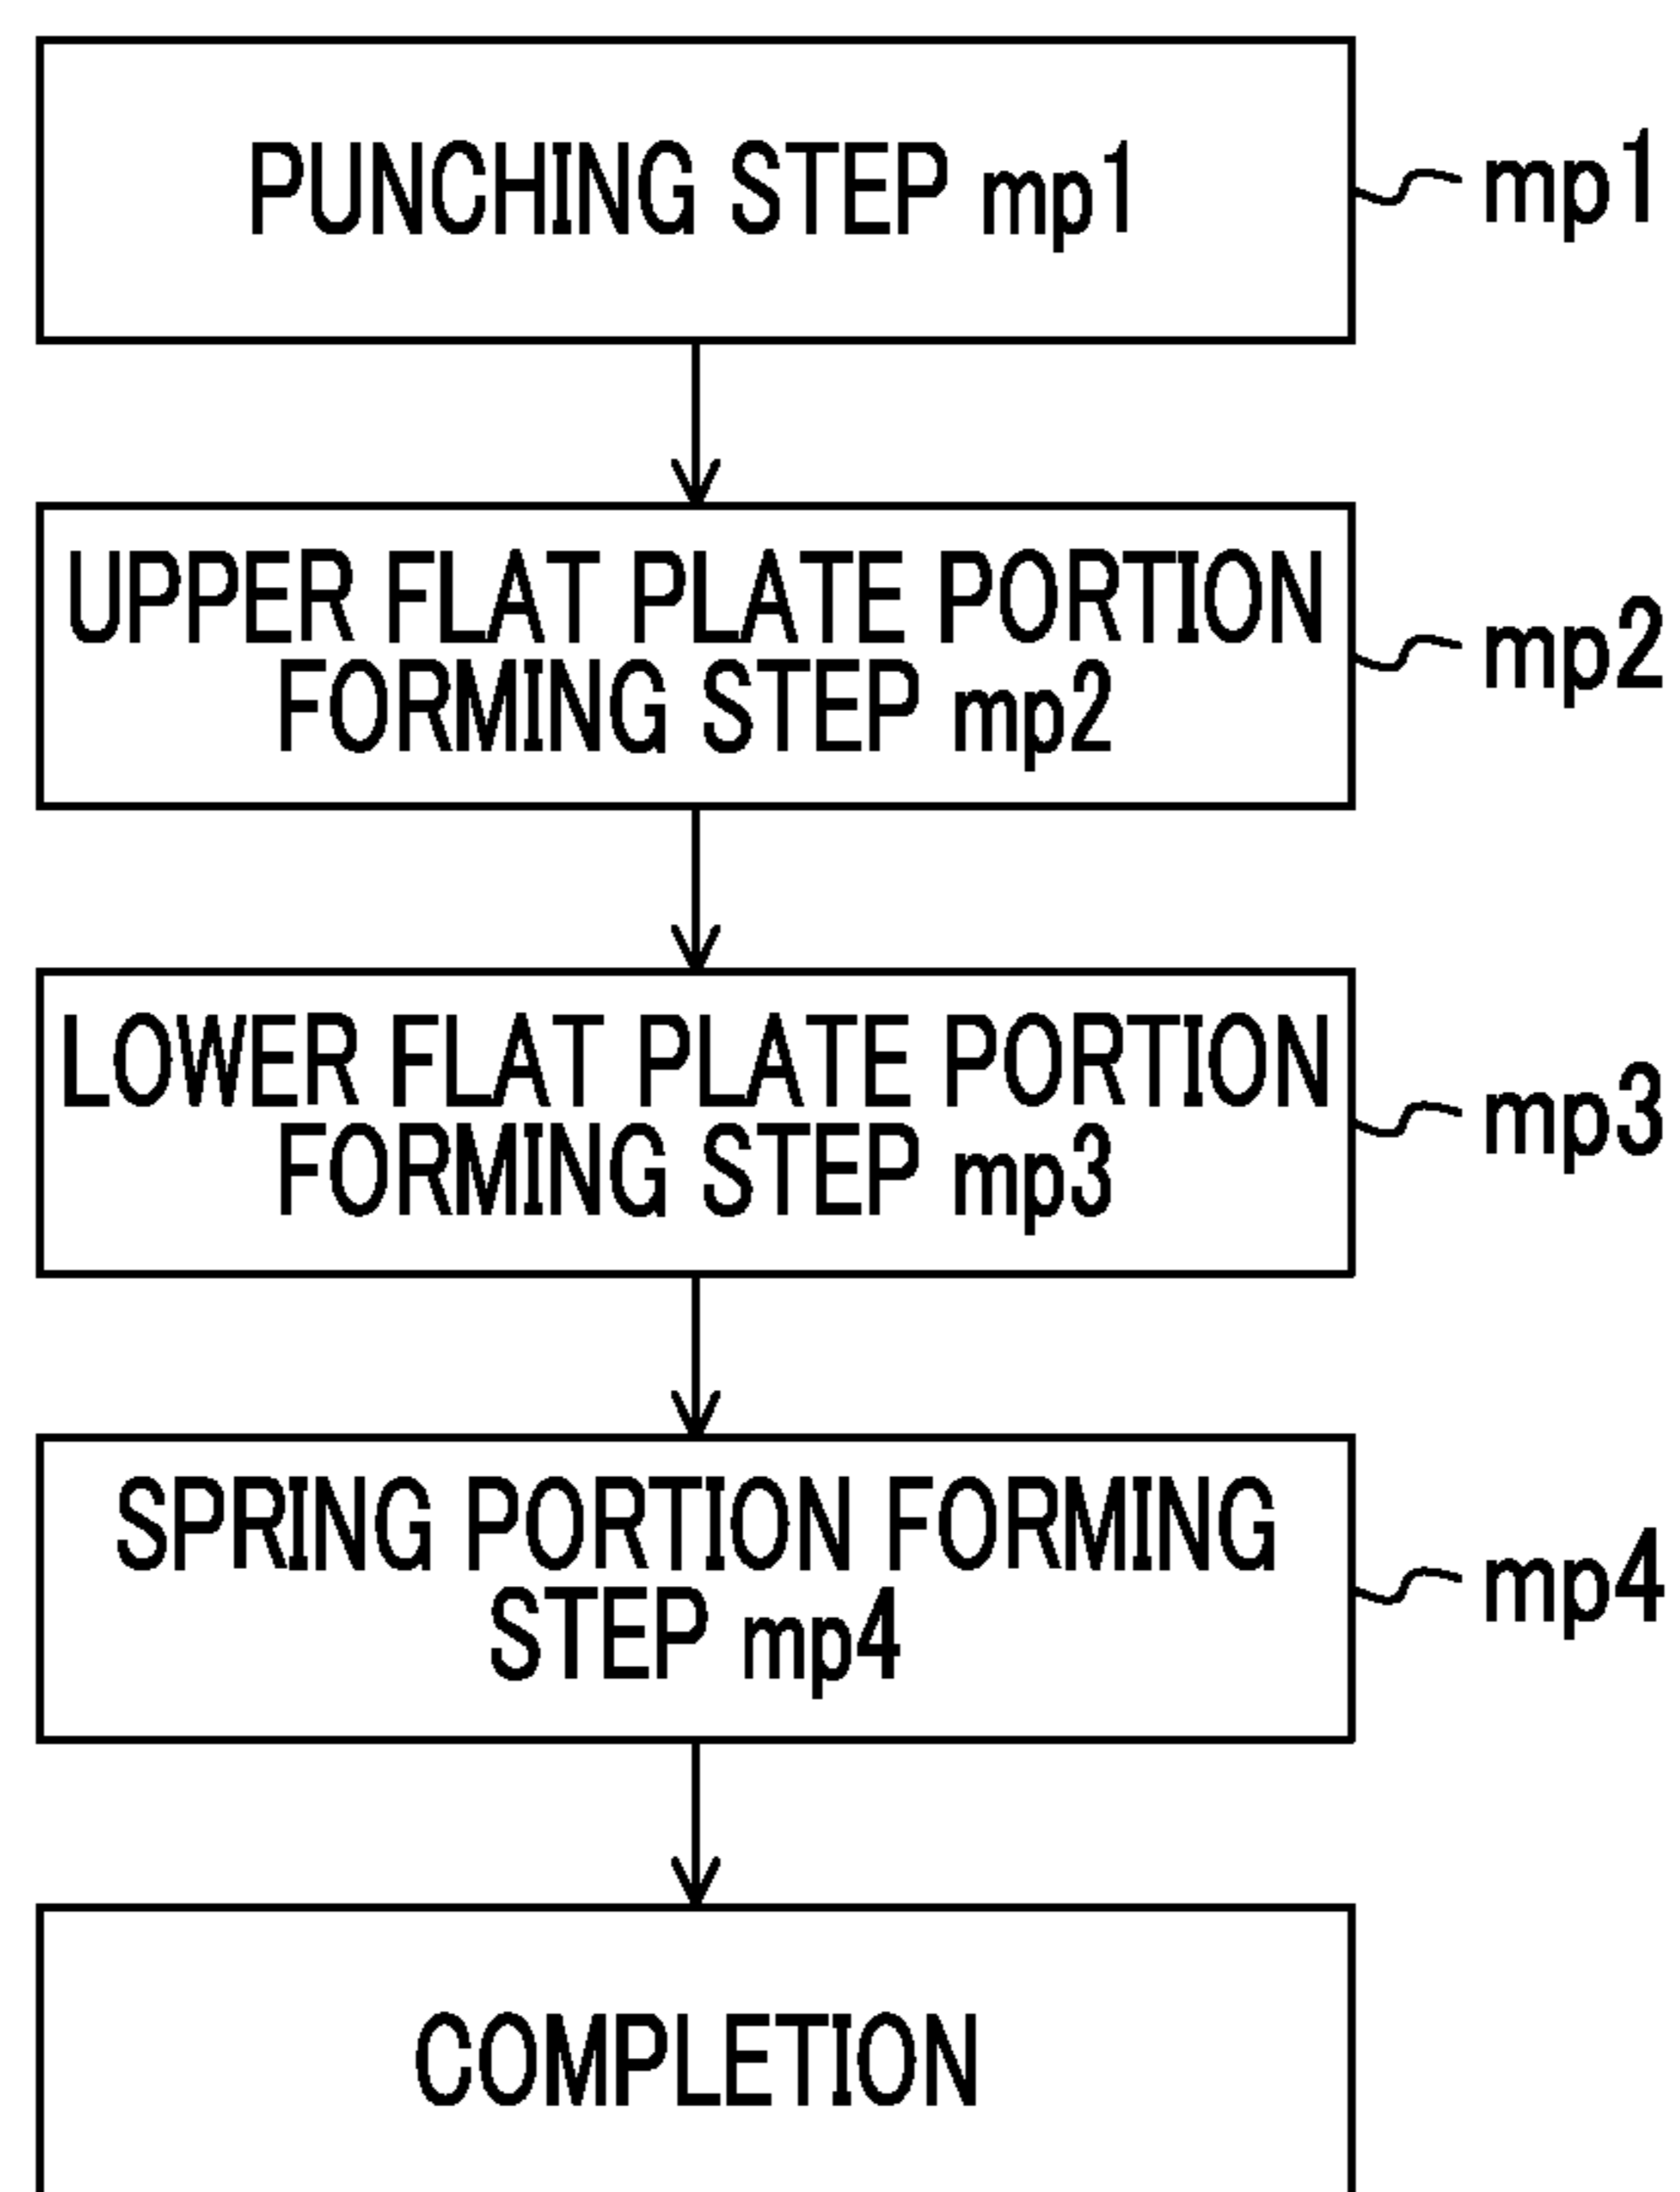 PUNCHING STEP mp1
mp1
UPPER FLAT PLATE PORTION
FORMING STEP mp2
mp2
LOWER FLAT PLATE PORTION
FORMING STEP mp3
mp3
SPRING PORTION FORMING
STEP mp4
mp4
COMPLETION